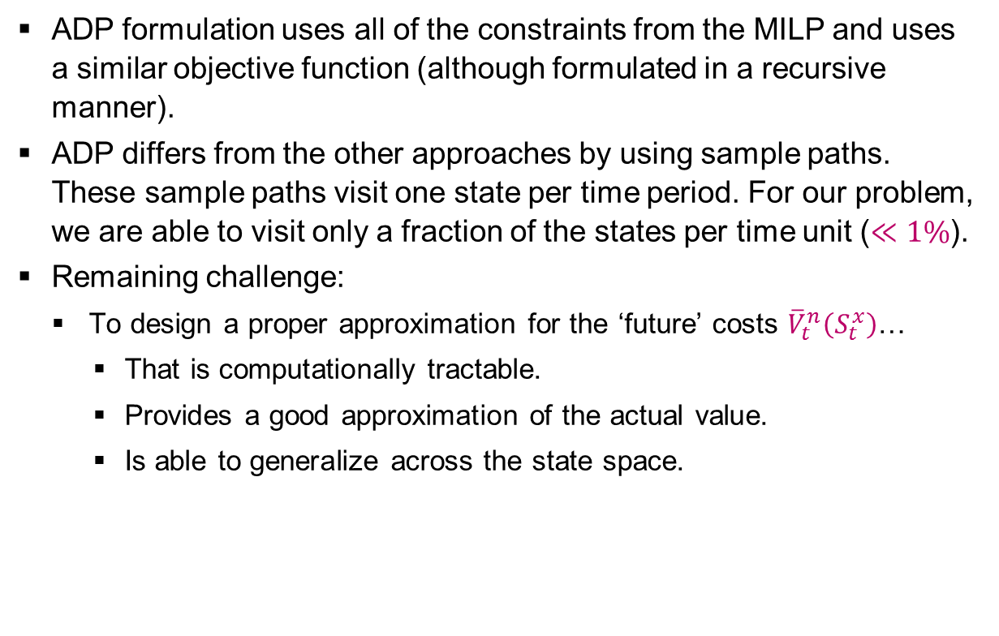 ▪ ADP formulation uses all of the constraints from the MILP and uses
a similar objective function (although formulated in a recursive
manner).
▪ ADP differs from the other approaches by using sample paths.
These sample paths visit one state per time period. For our problem,
we are able to visit only a fraction of the states per time unit (≪ 1%).
▪ Remaining challenge:
▪ To design a proper approximation for the ‘future’ costs V̄ₜⁿ(Sₜˣ)…
▪ That is computationally tractable.
▪ Provides a good approximation of the actual value.
▪ Is able to generalize across the state space.